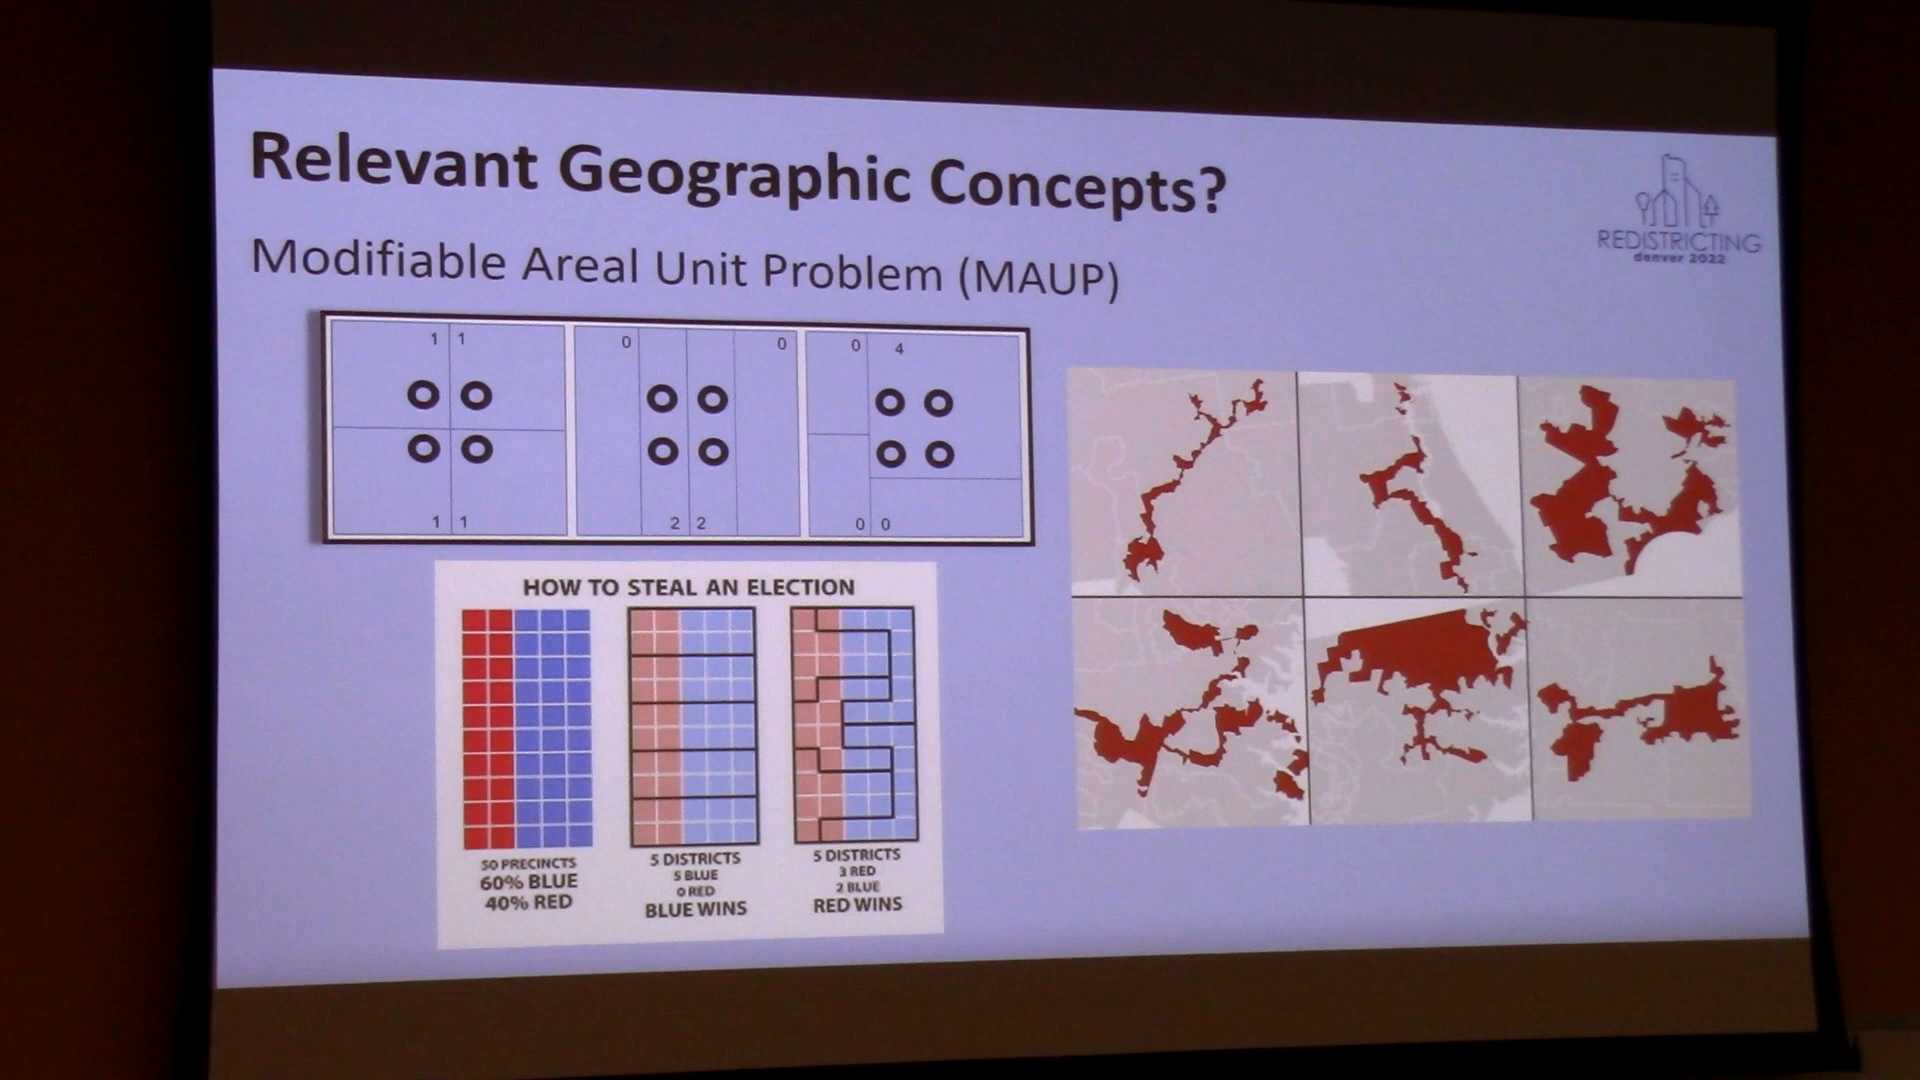 Relevant Geographic Concepts?
REDISTRICTING
denver 2022
Modifiable Areal Unit Problem (MAUP)
1 1
0 0
0 4
1 1
2 2
0 0
HOW TO STEAL AN ELECTION
50 PRECINCTS
60% BLUE
40% RED
5 DISTRICTS
5 BLUE
0 RED
BLUE WINS
5 DISTRICTS
3 RED
2 BLUE
RED WINS